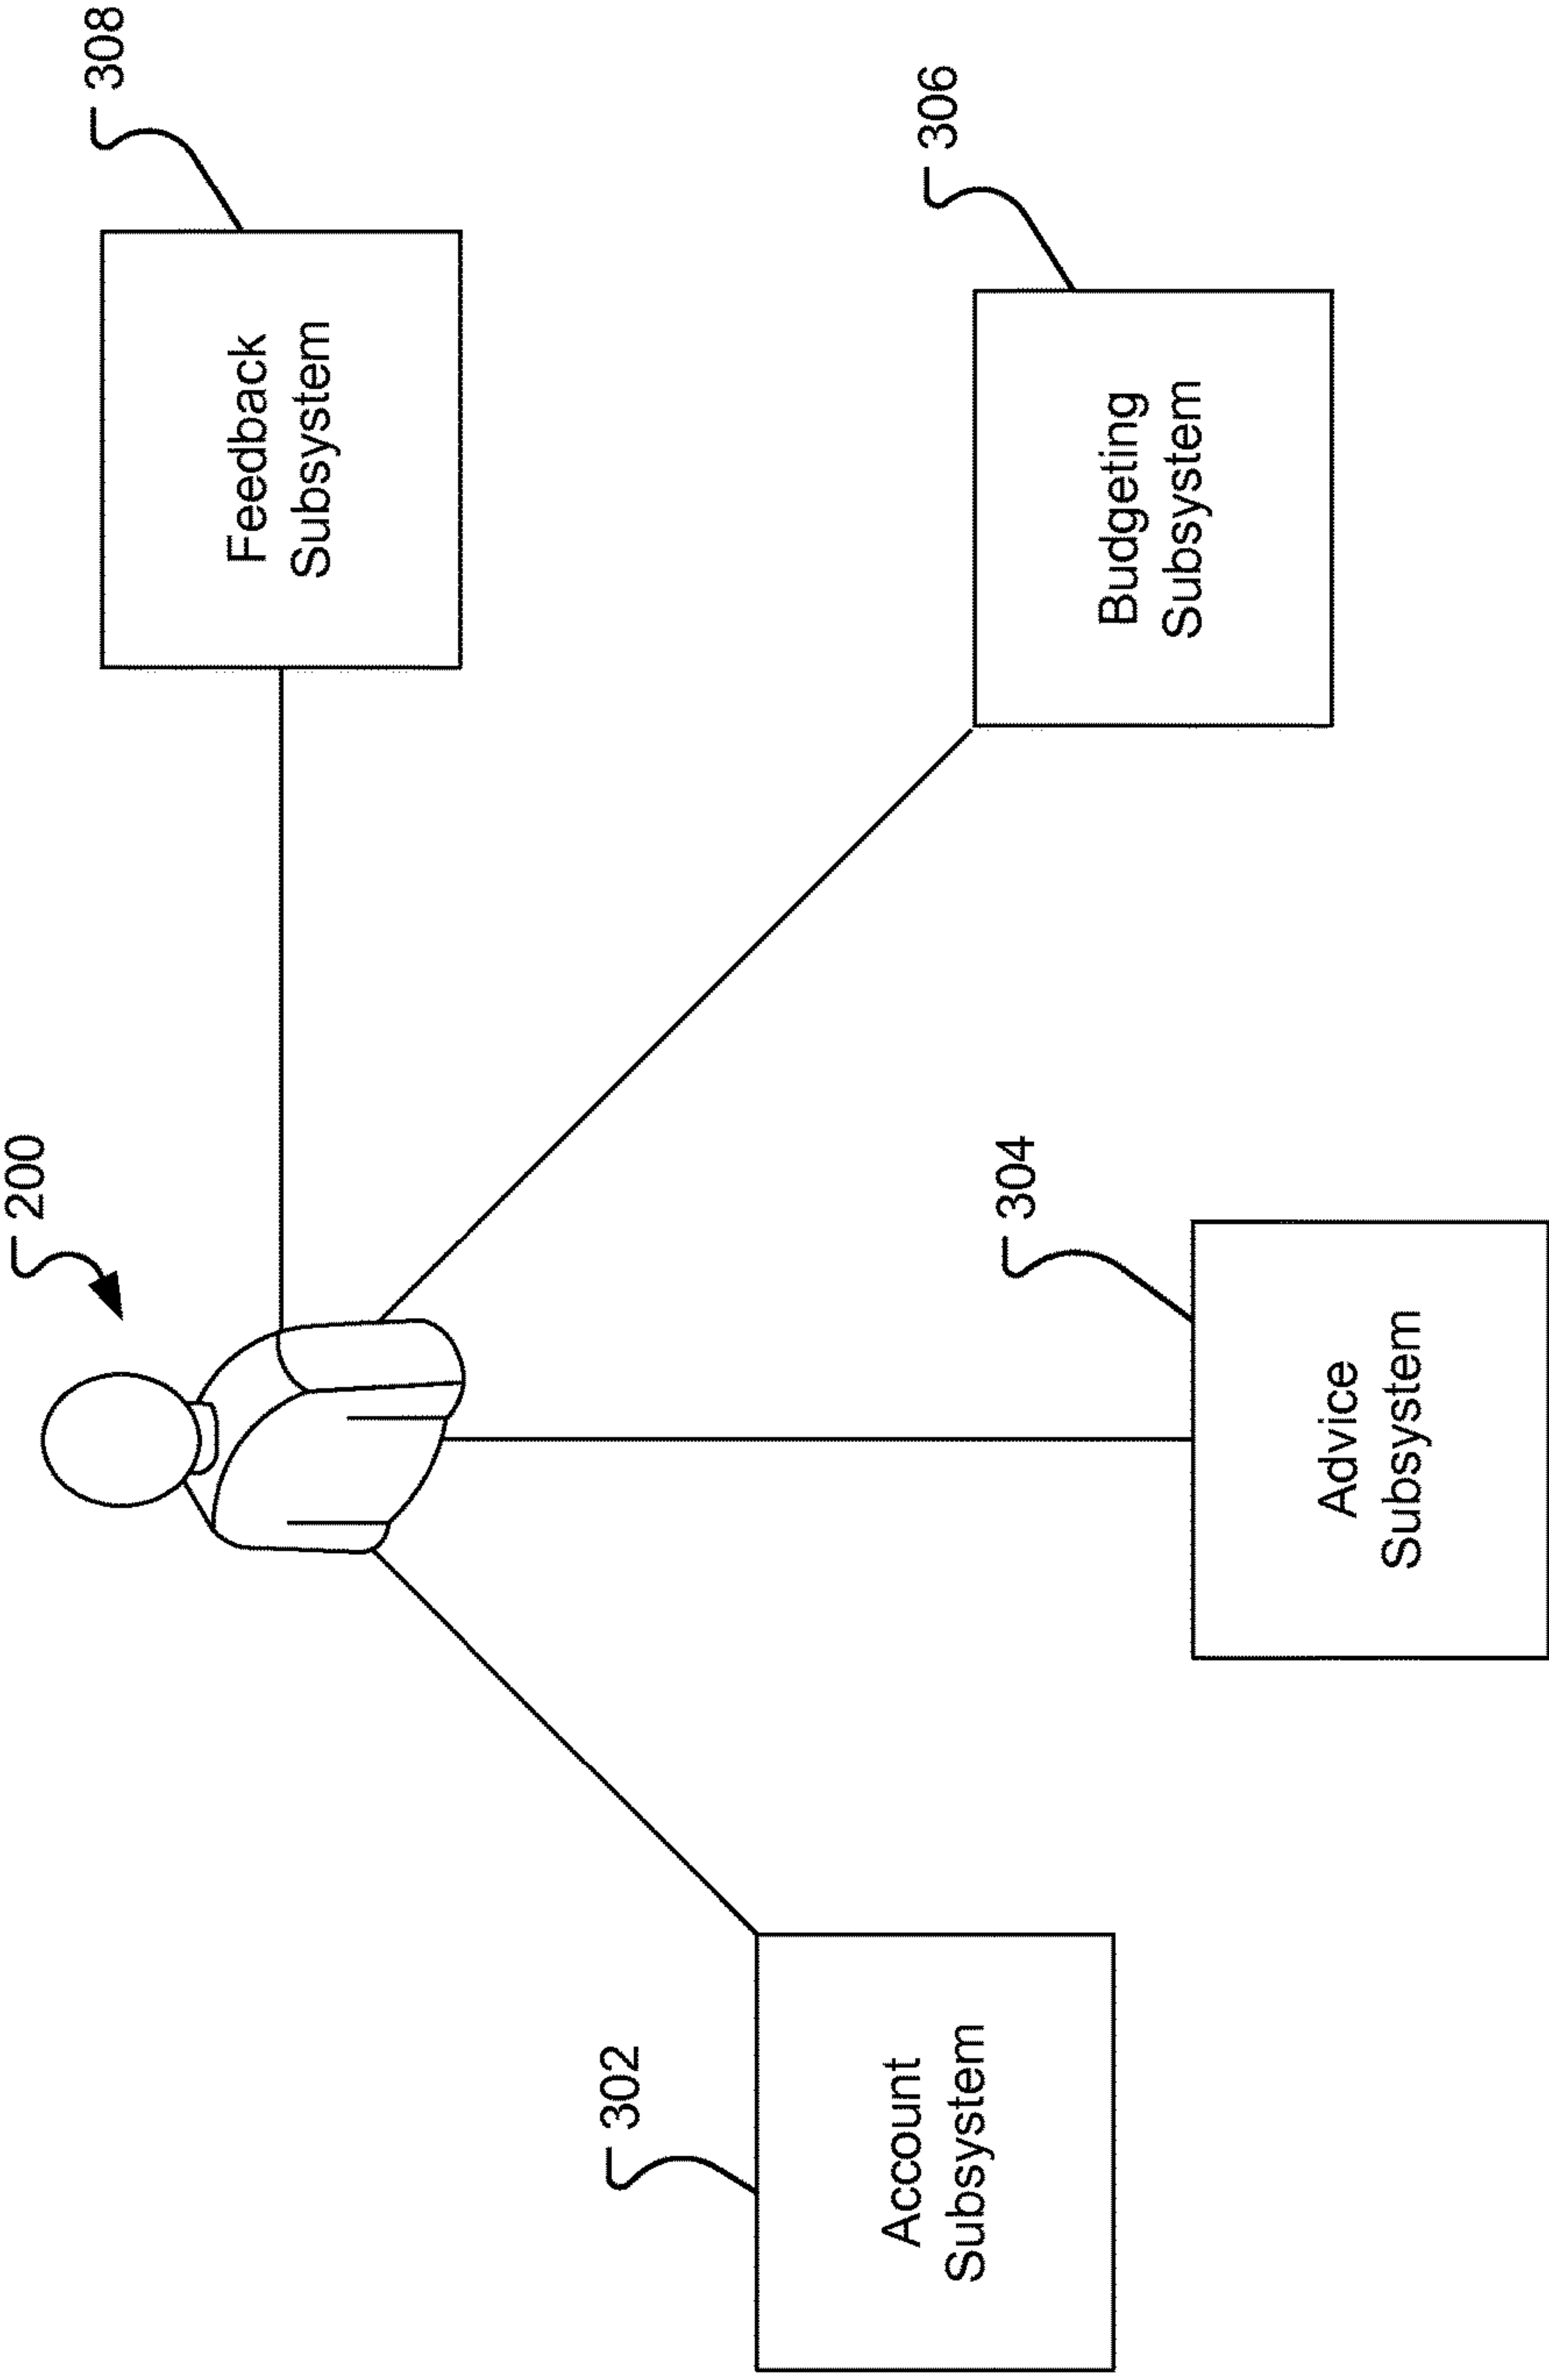 200
308
Feedback
Subsystem
302
Account
Subsystem
304
Advice
Subsystem
306
Budgeting
Subsystem